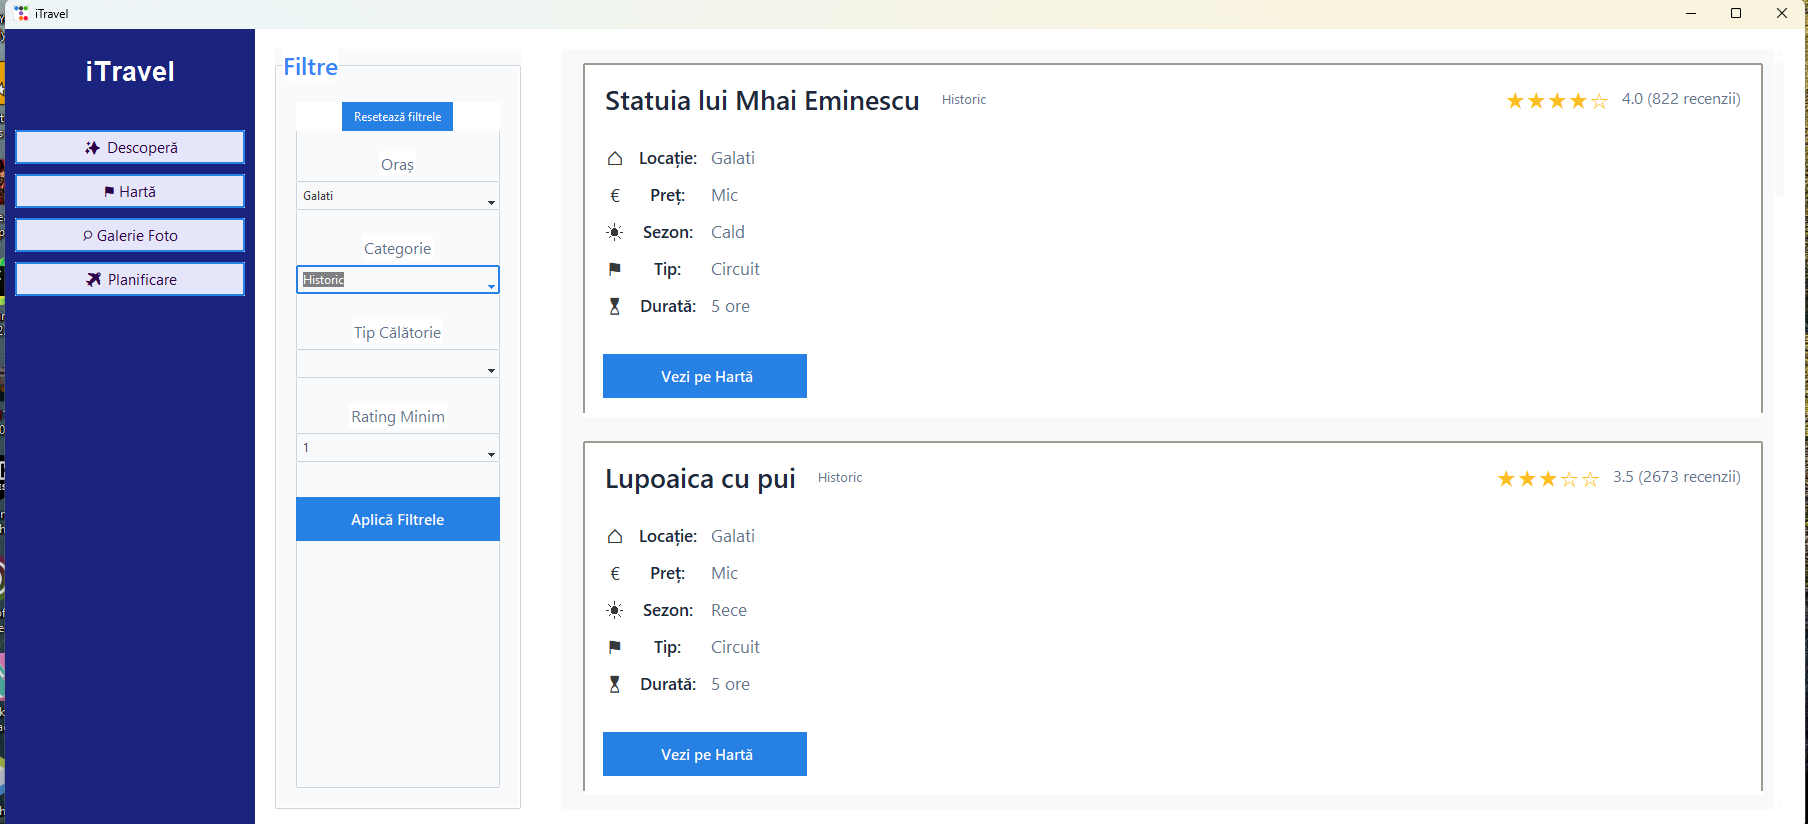 iTravel
iTravel
Descoperă
Hartă
Galerie Foto
Planificare
Filtre
Resetează filtrele
Oraș
Galati
Categorie
Historic
Tip Călătorie
Rating Minim
1
Aplică Filtrele
Statuia lui Mhai Eminescu Historic ★★★★☆ 4.0 (822 recenzii)
Locație: Galati
€ Preț: Mic
Sezon: Cald
Tip: Circuit
Durată: 5 ore
Vezi pe Hartă
Lupoaica cu pui Historic ★★★☆☆ 3.5 (2673 recenzii)
Locație: Galati
€ Preț: Mic
Sezon: Rece
Tip: Circuit
Durată: 5 ore
Vezi pe Hartă